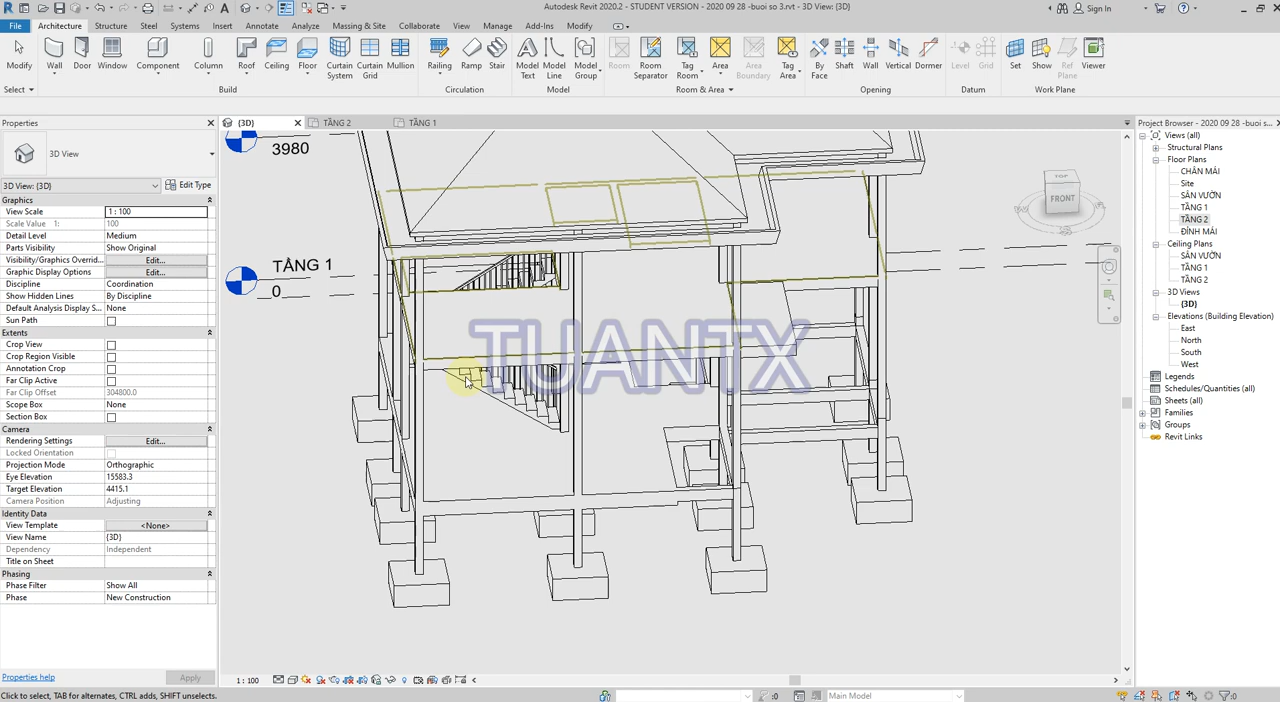 Autodesk Revit 2020.2 - STUDENT VERSION - 2020 09 28 -buoi so 3.rvt - 3D View: {3D}
Sign In
File
Architecture
Structure
Steel
Systems
Insert
Annotate
Analyze
Massing & Site
Collaborate
View
Manage
Add-Ins
Modify
Modify
Wall
Door
Window
Component
Column
Roof
Ceiling
Floor
Curtain System
Curtain Grid
Mullion
Railing
Ramp
Stair
Model Text
Model Line
Model Group
Room
Room Separator
Tag Room
Area
Area Boundary
Tag Area
By Face
Shaft
Wall
Vertical
Dormer
Level
Grid
Set
Show
Ref Plane
Viewer
Select
Build
Circulation
Model
Room & Area
Opening
Datum
Work Plane
Properties
{3D}
TẦNG 2
TẦNG 1
Project Browser - 2020 09 28 -buoi s...
3D View
3D View: {3D}
Edit Type
Graphics
View Scale 1 : 100
Scale Value 1: 100
Detail Level Medium
Parts Visibility Show Original
Visibility/Graphics Overrid... Edit...
Graphic Display Options Edit...
Discipline Coordination
Show Hidden Lines By Discipline
Default Analysis Display S... None
Sun Path
Extents
Crop View
Crop Region Visible
Annotation Crop
Far Clip Active
Far Clip Offset 304800.0
Scope Box None
Section Box
Camera
Rendering Settings Edit...
Locked Orientation
Projection Mode Orthographic
Eye Elevation 15583.3
Target Elevation 4415.1
Camera Position Adjusting
Identity Data
View Template <None>
View Name {3D}
Dependency Independent
Title on Sheet
Phasing
Phase Filter Show All
Phase New Construction
Properties help
Apply
3980
TẦNG 1
0
TUANTX
TOP
FRONT
Views (all)
Structural Plans
Floor Plans
CHÂN MÁI
Site
SÂN VƯỜN
TẦNG 1
TẦNG 2
ĐỈNH MÁI
Ceiling Plans
SÂN VƯỜN
TẦNG 1
TẦNG 2
3D Views
{3D}
Elevations (Building Elevation)
East
North
South
West
Legends
Schedules/Quantities (all)
Sheets (all)
Families
Groups
Revit Links
1 : 100
Click to select, TAB for alternates, CTRL adds, SHIFT unselects.
:0
Main Model
:0